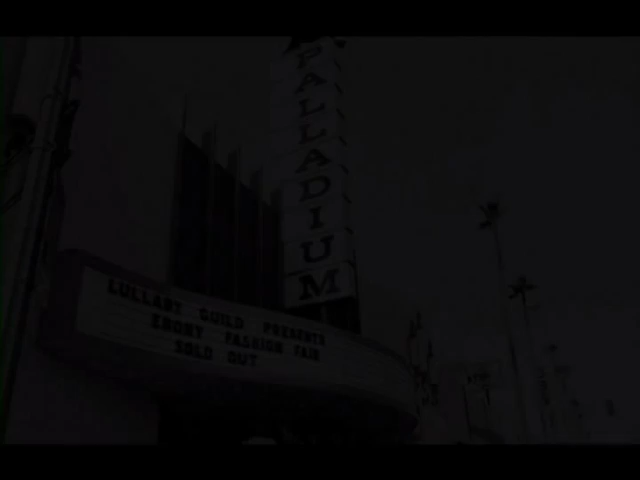 PALLADIUM
LULLABY GUILD PRESENTS
EBONY FASHION FAIR
SOLD OUT